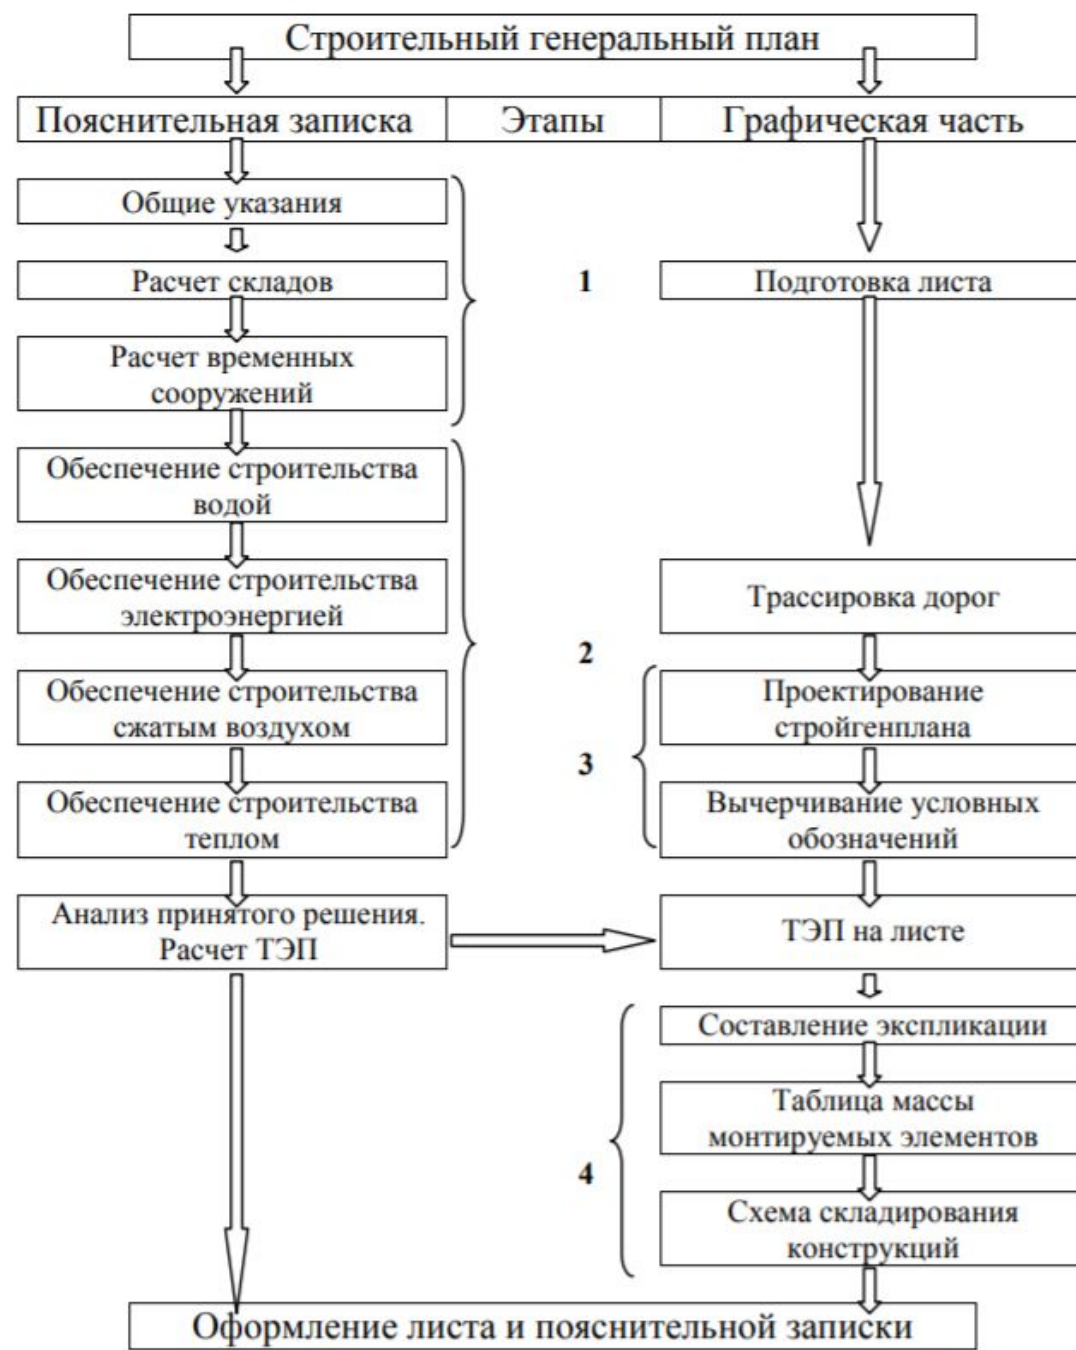 Строительный генеральный план
Пояснительная записка
Этапы
Графическая часть
Общие указания
Расчет складов
1
Подготовка листа
Расчет временных
сооружений
Обеспечение строительства
водой
Обеспечение строительства
электроэнергией
Трассировка дорог
2
Обеспечение строительства
сжатым воздухом
Проектирование
стройгенплана
3
Обеспечение строительства
теплом
Вычерчивание условных
обозначений
Анализ принятого решения.
Расчет ТЭП
ТЭП на листе
Составление экспликации
Таблица массы
монтируемых элементов
4
Схема складирования
конструкций
Оформление листа и пояснительной записки